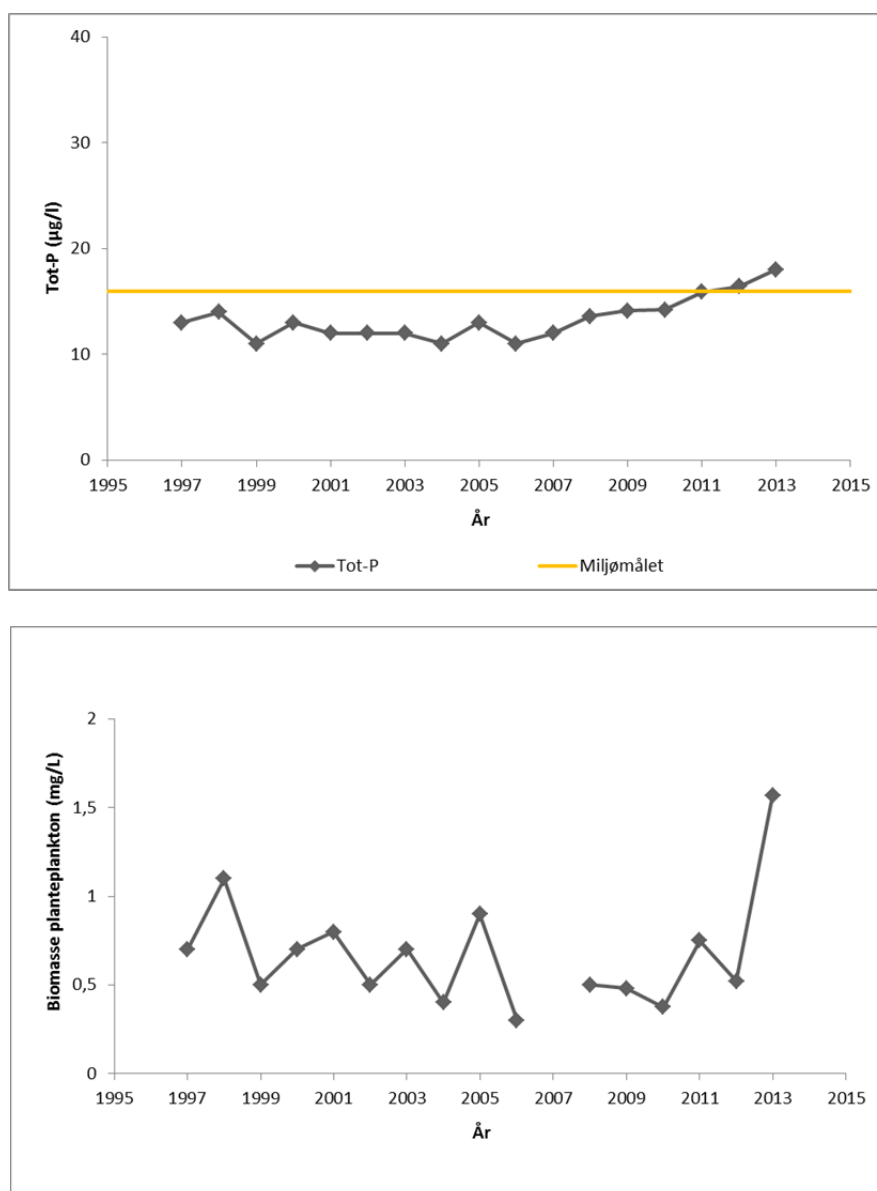 40
30
20
10
0
Tot-P (µg/l)
1995 1997 1999 2001 2003 2005 2007 2009 2011 2013 2015
År
Tot-P Miljømålet
2
1,5
1
0,5
0
Biomasse planteplankton (mg/L)
1995 1997 1999 2001 2003 2005 2007 2009 2011 2013 2015
År